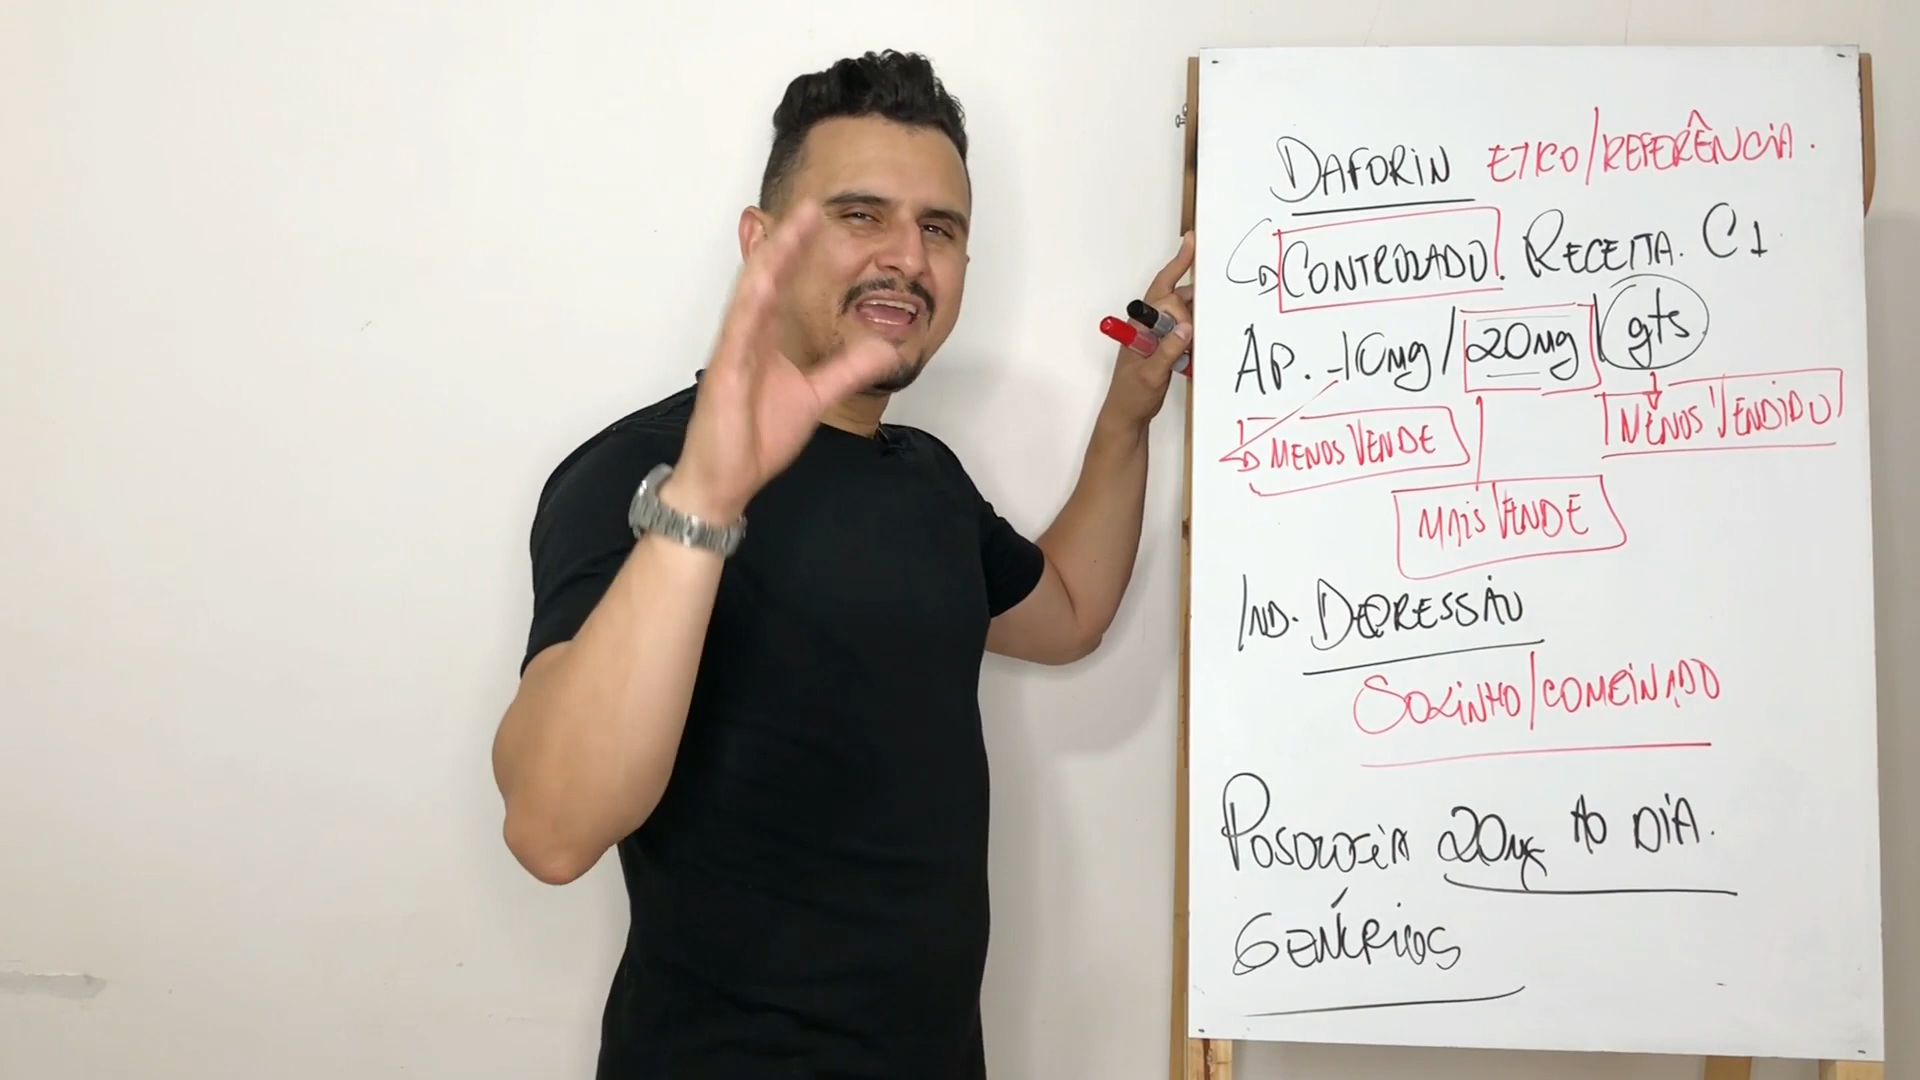 DAFORIN ETICO/REFERÊNCIA.
CONTROLADO. RECEITA. C1
AP. 10mg/20mg/gts
MENOS VENDE MENOS VENDIDO
MAIS VENDE
IND. DEPRESSÃO
SOZINHO/COMBINADO
POSOLOGIA 20mg AO DIA.
GENÉRICOS